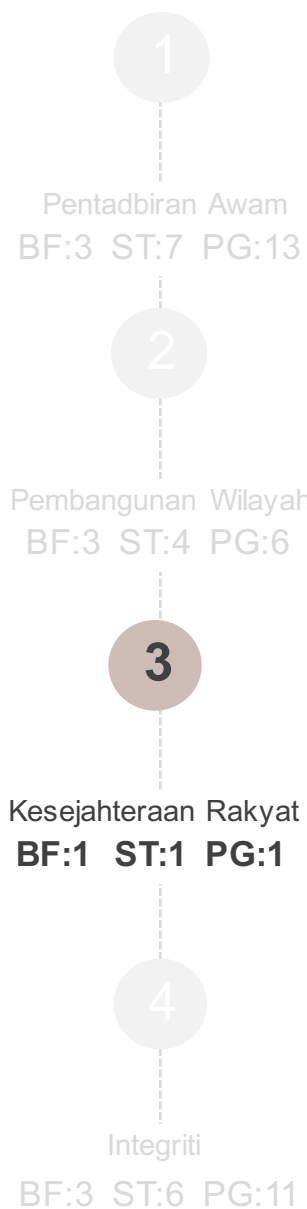 1
Pentadbiran Awam
BF:3 ST:7 PG:13
2
Pembangunan Wilayah
BF:3 ST:4 PG:6
3
Kesejahteraan Rakyat
BF:1 ST:1 PG:1
4
Integriti
BF:3 ST:6 PG:11